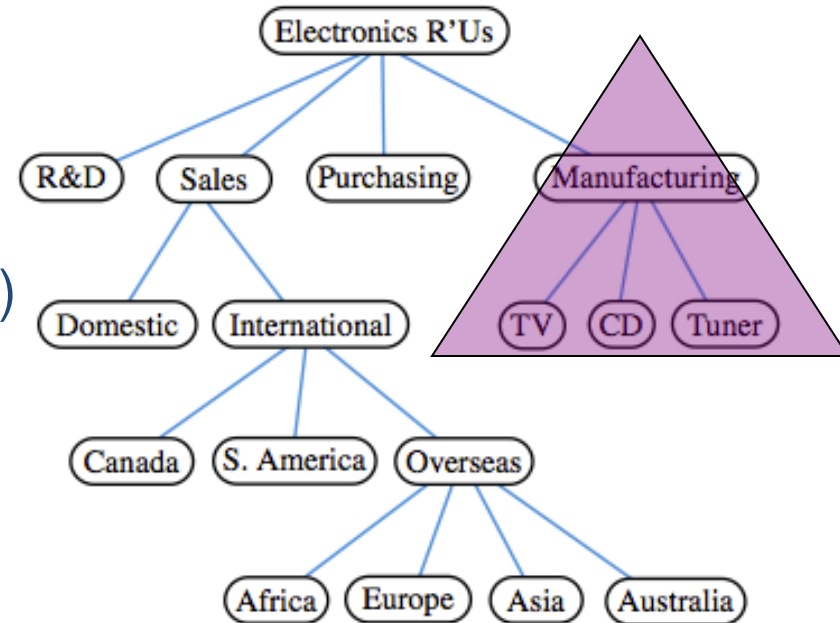 Electronics R'Us
R&D Sales Purchasing Manufacturing
)
Domestic International TV CD Tuner
Canada S. America Overseas
Africa Europe Asia Australia